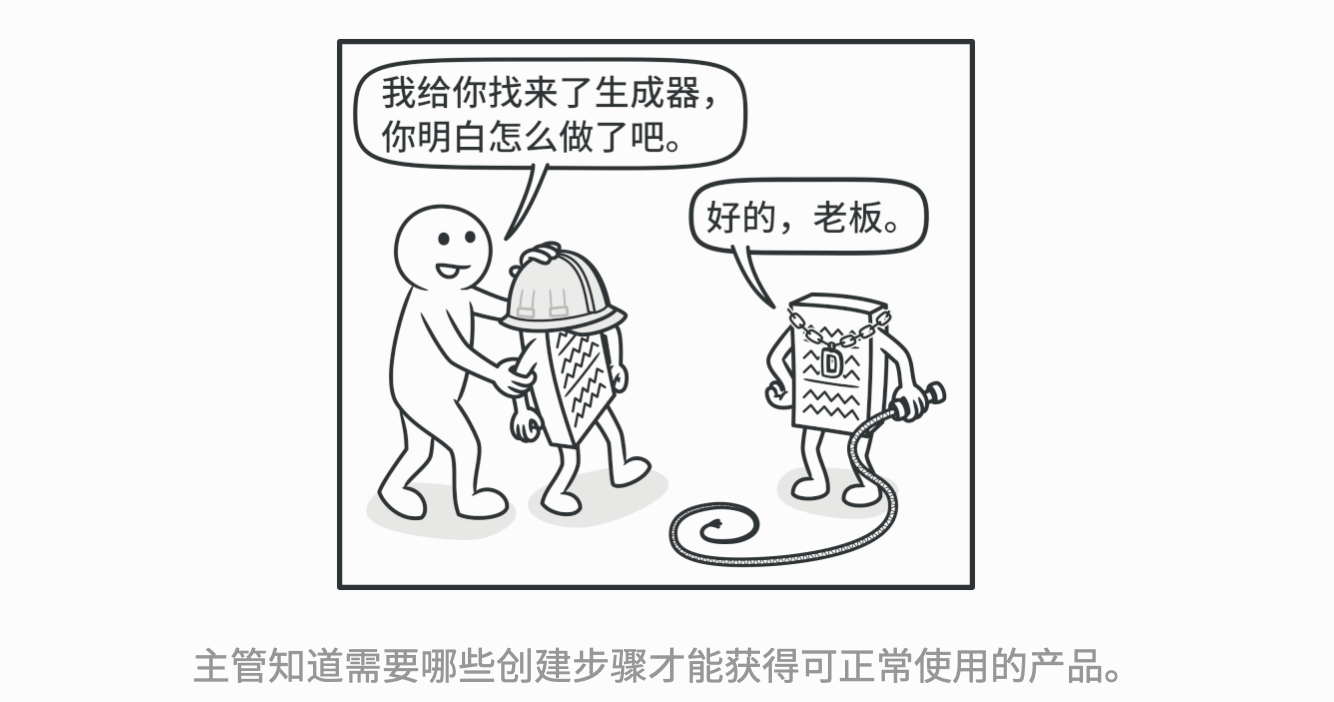 我给你找来了生成器，
你明白怎么做了吧。
好的，老板。
D
主管知道需要哪些创建步骤才能获得可正常使用的产品。